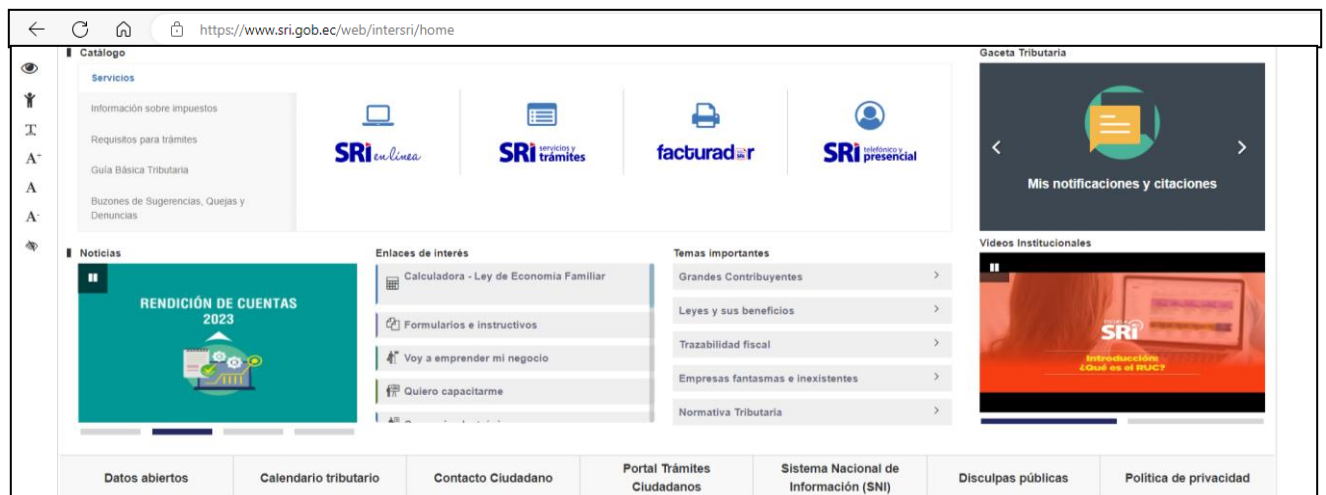 https://www.sri.gob.ec/web/intersri/home
Catálogo
Servicios
Información sobre impuestos
Requisitos para trámites
Guía Básica Tributaria
Buzones de Sugerencias, Quejas y
Denuncias
SRi en línea
SRi servicios y
trámites
facturador SRi
SRi telefónico y
presencial
Gaceta Tributaria
Mis notificaciones y citaciones
T
A+
A
A-
Noticias
RENDICIÓN DE CUENTAS
2023
Enlaces de interés
Calculadora - Ley de Economía Familiar
Formularios e instructivos
Voy a emprender mi negocio
Quiero capacitarme
Temas importantes
Grandes Contribuyentes
Leyes y sus beneficios
Trazabilidad fiscal
Empresas fantasmas e inexistentes
Normativa Tributaria
Videos Institucionales
SRi
Introducción:
¿Qué es el RUC?
Datos abiertos
Calendario tributario
Contacto Ciudadano
Portal Trámites
Ciudadanos
Sistema Nacional de
Información (SNI)
Disculpas públicas
Política de privacidad